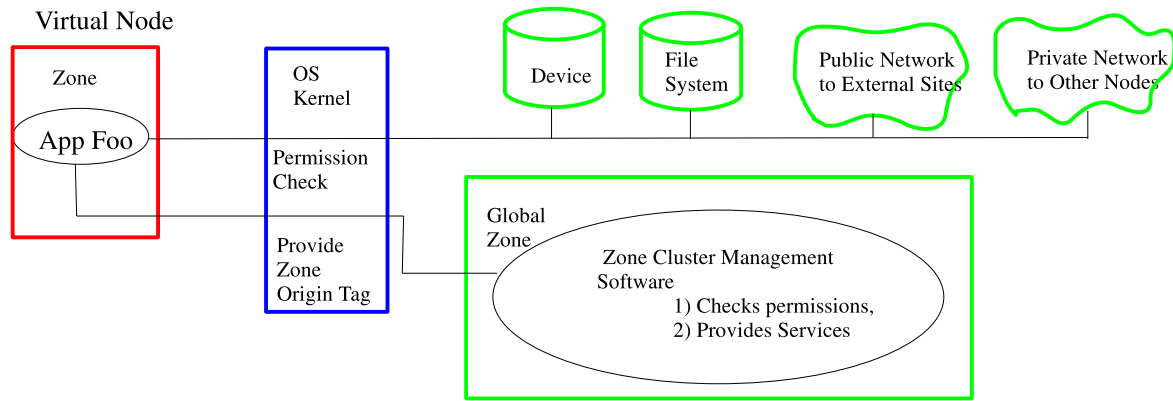 Virtual Node
Zone
App Foo
OS
Kernel
Permission
Check
Provide
Zone
Origin Tag
Device
File
System
Public Network
to External Sites
Private Network
to Other Nodes
Global
Zone
Zone Cluster Management
Software
1) Checks permissions,
2) Provides Services